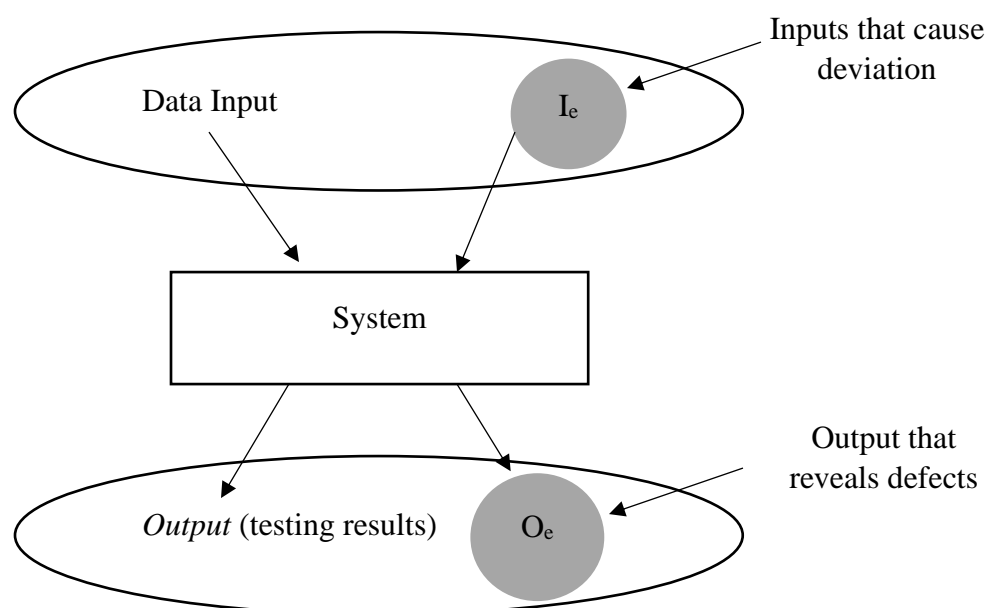 Inputs that cause
deviation
Data Input
Ie
System
Output that
reveals defects
Output (testing results)
Oe